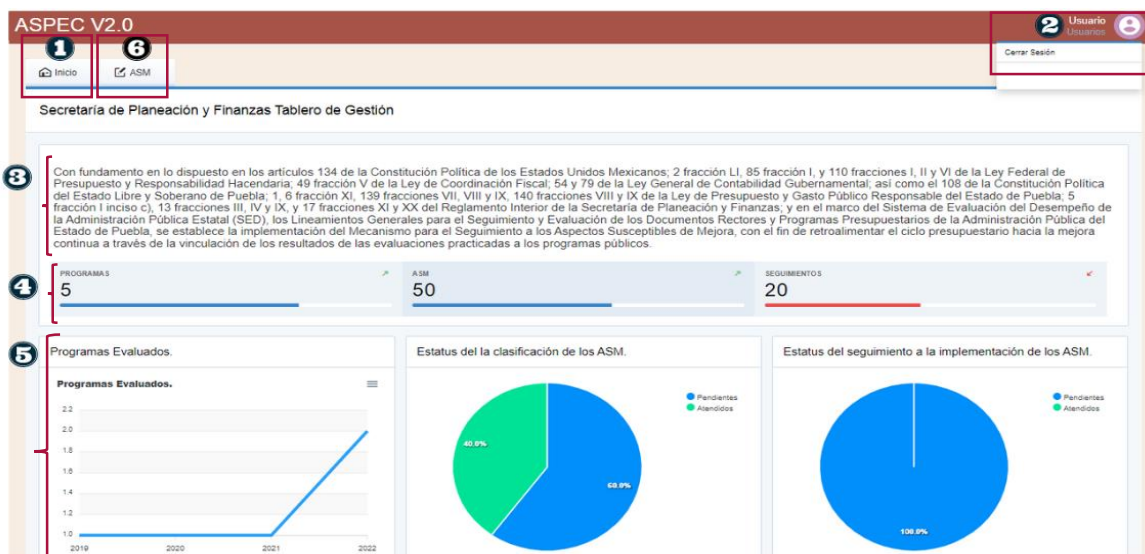 ASPEC V2.0
2
Usuario
Usuarios
1
6
Cerrar Sesión
Inicio
ASM
Secretaría de Planeación y Finanzas Tablero de Gestión
3
Con fundamento en lo dispuesto en los artículos 134 de la Constitución Política de los Estados Unidos Mexicanos; 2 fracción LI, 85 fracción I, y 110 fracciones I, II y VI de la Ley Federal de
Presupuesto y Responsabilidad Hacendaria; 49 fracción V de la Ley de Coordinación Fiscal; 54 y 79 de la Ley General de Contabilidad Gubernamental; así como el 108 de la Constitución Política
del Estado Libre y Soberano de Puebla; 1, 6 fracción XI, 139 fracciones VII, VIII y IX, 140 fracciones VIII y IX de la Ley de Presupuesto y Gasto Público Responsable del Estado de Puebla; 5
fracción I inciso c), 13 fracciones III, IV y IX, y 17 fracciones XI y XX del Reglamento Interior de la Secretaría de Planeación y Finanzas; y en el marco del Sistema de Evaluación del Desempeño de
la Administración Pública Estatal (SED), los Lineamientos Generales para el Seguimiento y Evaluación de los Documentos Rectores y Programas Presupuestarios de la Administración Pública del
Estado de Puebla, se establece la implementación del Mecanismo para el Seguimiento a los Aspectos Susceptibles de Mejora, con el fin de retroalimentar el ciclo presupuestario hacia la mejora
continua a través de la vinculación de los resultados de las evaluaciones practicadas a los programas públicos.
4
PROGRAMAS
5
ASM
50
SEGUIMIENTOS
20
5
Programas Evaluados.
Estatus del la clasificación de los ASM.
Estatus del seguimiento a la implementación de los ASM.
Programas Evaluados.
2.2
2.0
1.8
1.6
1.4
1.2
1.0
2019
2020
2021
2022
Pendientes
Atendidos
40.0%
60.0%
Pendientes
Atendidos
100.0%